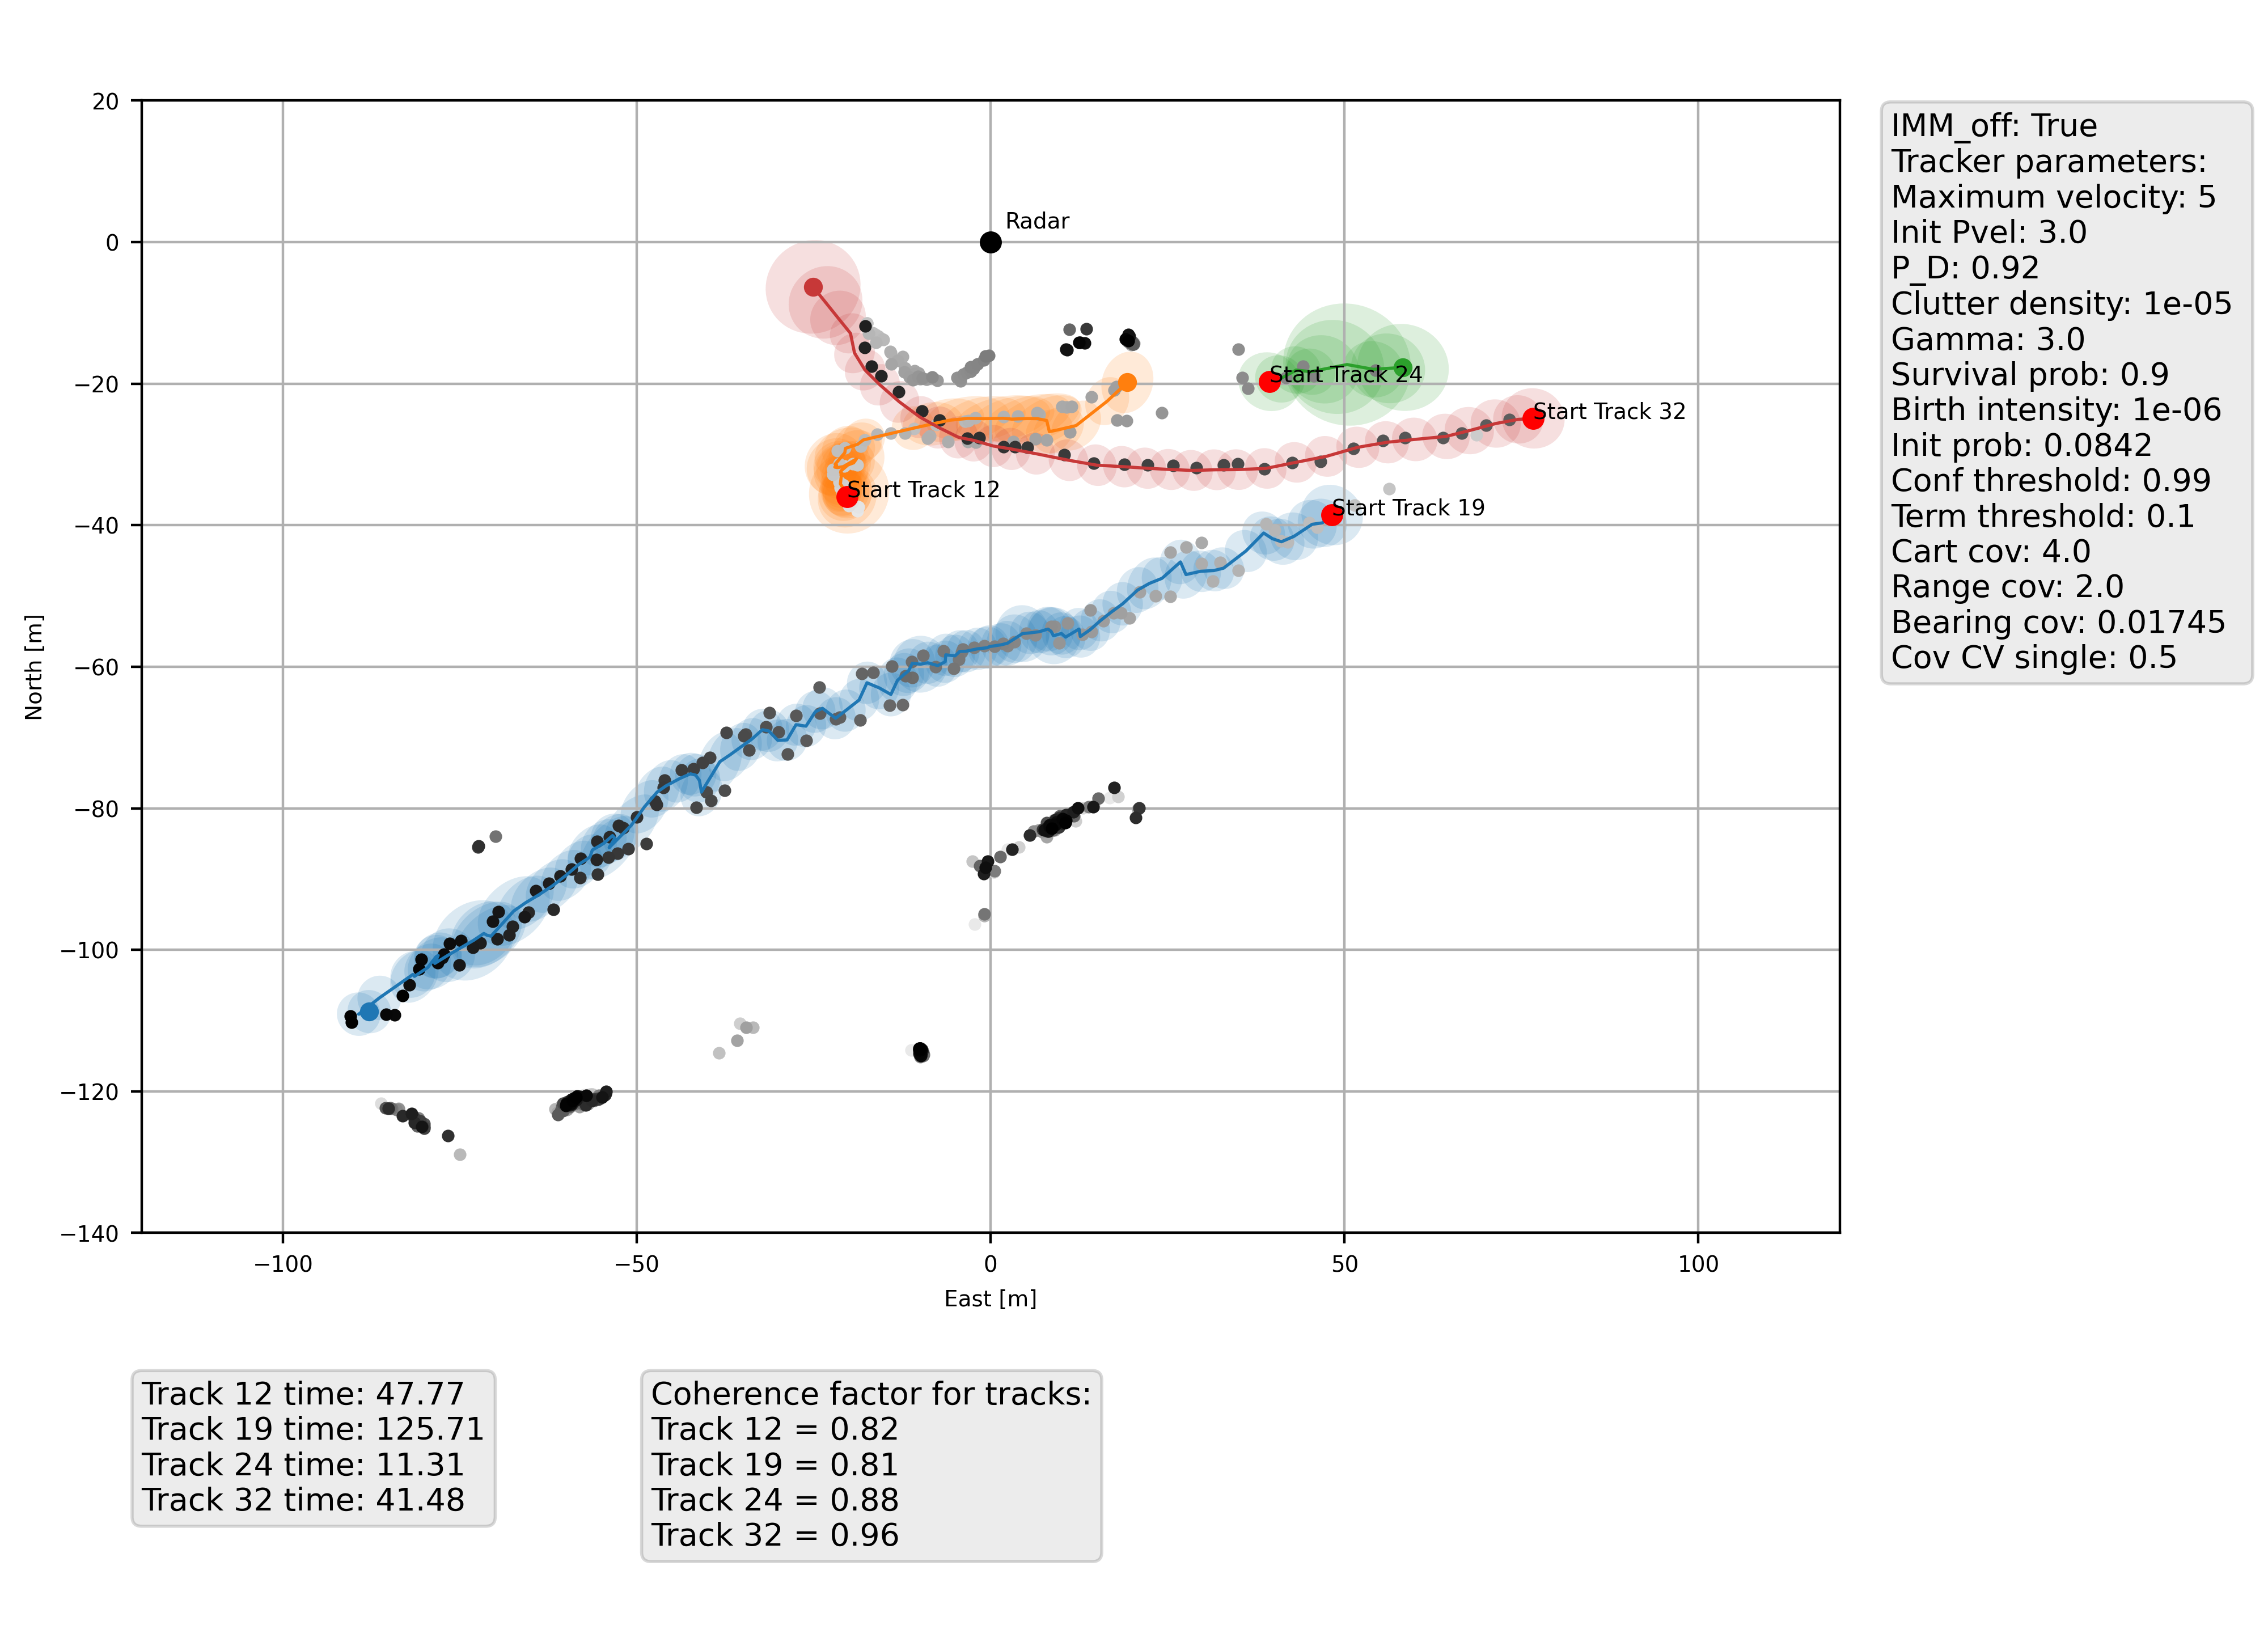 20
0
−20
−40
−60
−80
−100
−120
−140
North [m]
−100
−50
0
50
100
East [m]
Radar
Start Track 24
Start Track 32
Start Track 12
Start Track 19
IMM_off: True
Tracker parameters:
Maximum velocity: 5
Init Pvel: 3.0
P_D: 0.92
Clutter density: 1e-05
Gamma: 3.0
Survival prob: 0.9
Birth intensity: 1e-06
Init prob: 0.0842
Conf threshold: 0.99
Term threshold: 0.1
Cart cov: 4.0
Range cov: 2.0
Bearing cov: 0.01745
Cov CV single: 0.5
Track 12 time: 47.77
Track 19 time: 125.71
Track 24 time: 11.31
Track 32 time: 41.48
Coherence factor for tracks:
Track 12 = 0.82
Track 19 = 0.81
Track 24 = 0.88
Track 32 = 0.96